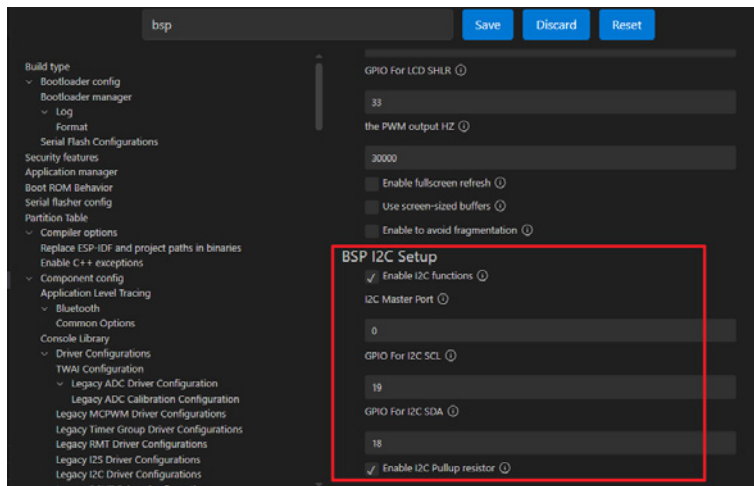 bsp
Save
Discard
Reset
Build type
Bootloader config
Bootloader manager
Log
Format
Serial Flash Configurations
Security features
Application manager
Boot ROM Behavior
Serial flasher config
Partition Table
Compiler options
Replace ESP-IDF and project paths in binaries
Enable C++ exceptions
Component config
Application Level Tracing
Bluetooth
Common Options
Console Library
Driver Configurations
TWAI Configuration
Legacy ADC Driver Configuration
Legacy ADC Calibration Configuration
Legacy MCPWM Driver Configurations
Legacy Timer Group Driver Configurations
Legacy RMT Driver Configurations
Legacy I2S Driver Configurations
Legacy I2C Driver Configurations
GPIO For LCD SHLR
33
the PWM output HZ
30000
Enable fullscreen refresh
Use screen-sized buffers
Enable to avoid fragmentation
BSP I2C Setup
Enable I2C functions
I2C Master Port
0
GPIO For I2C SCL
19
GPIO For I2C SDA
18
Enable I2C Pullup resistor